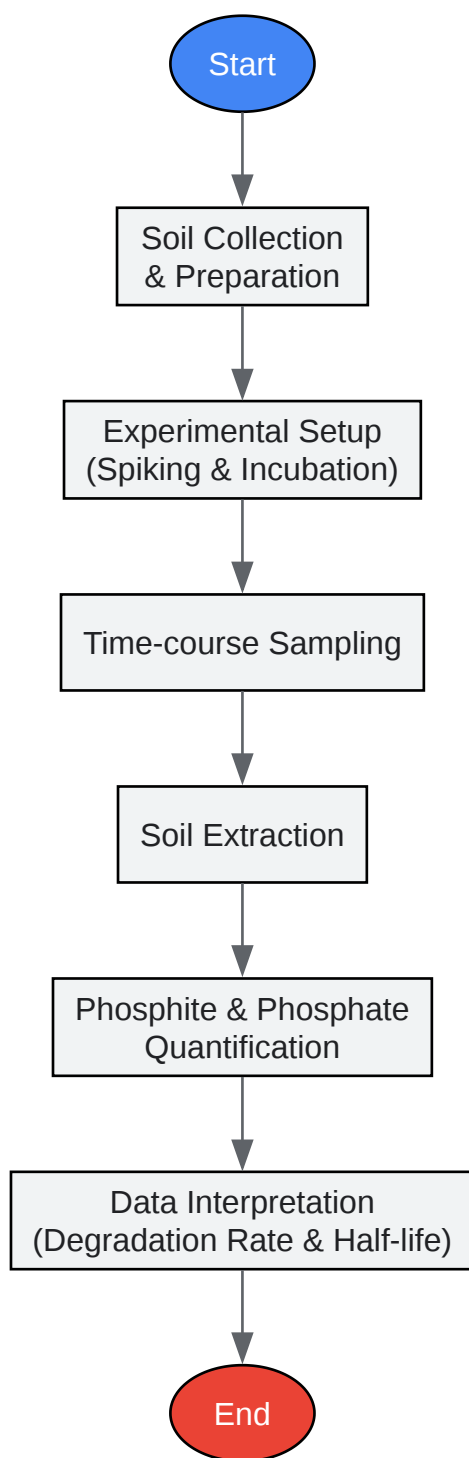 Start
Soil Collection
& Preparation
Experimental Setup
(Spiking & Incubation)
Time-course Sampling
Soil Extraction
Phosphite & Phosphate
Quantification
Data Interpretation
(Degradation Rate & Half-life)
End